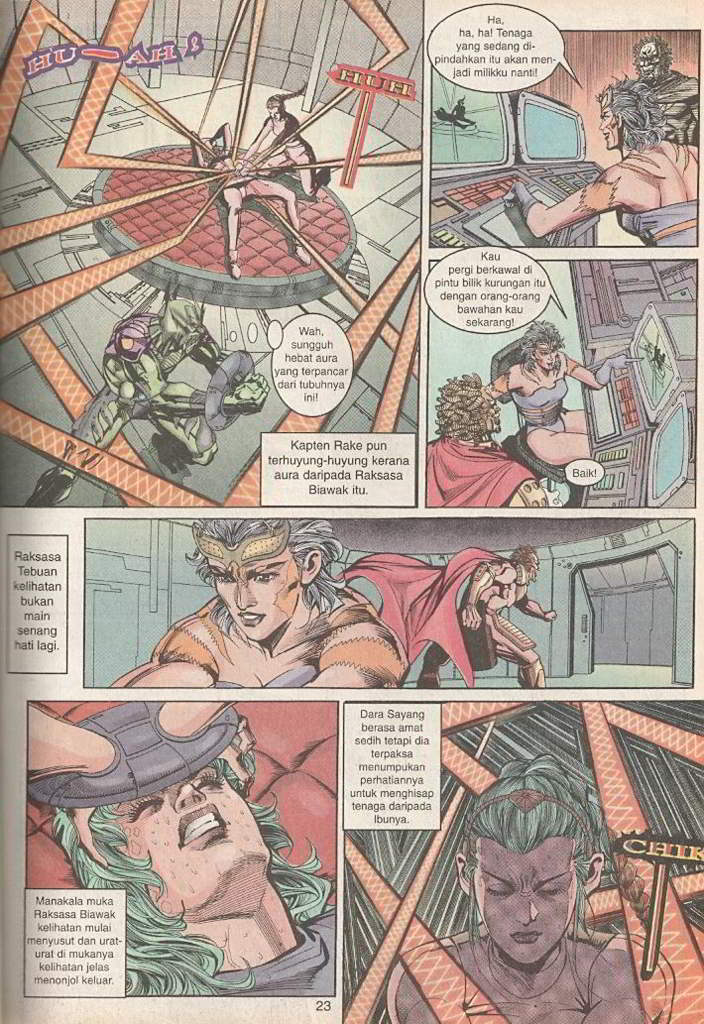 HU—AH!
HUH
Ha,
ha, ha! Tenaga
yang sedang di-
pindahkan itu akan men-
jadi milikku nanti!
Wah,
sungguh
hebat aura
yang terpancar
dari tubuhnya
ini!
Kapten Rake pun
terhuyung-huyung kerana
aura daripada Raksasa
Biawak itu.
Kau
pergi berkawal di
pintu bilik kurungan itu
dengan orang-orang
bawahan kau
sekarang!
Baik!
Raksasa
Tebuan
kelihatan
bukan
main
senang
hati lagi.
Manakala muka
Raksasa Biawak
kelihatan mulai
menyusut dan urat-
urat di mukanya
kelihatan jelas
menonjol keluar.
Dara Sayang
berasa amat
sedih tetapi dia
terpaksa
menumpukan
perhatiannya
untuk menghisap
tenaga daripada
Ibunya.
23